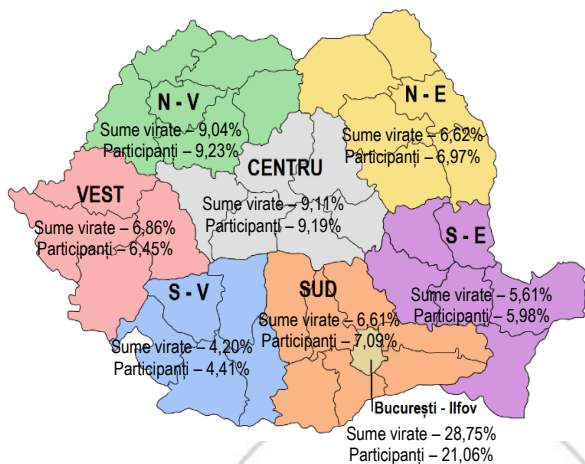 N - V
Sume virate – 9,04%
Participanți – 9,23%
N - E
Sume virate – 6,62%
Participanți – 6,97%
CENTRU
Sume virate – 9,11%
Participanți – 9,19%
VEST
Sume virate – 6,86%
Participanți – 6,45%
S - E
Sume virate – 5,61%
Participanți – 5,98%
S - V
Sume virate – 4,20%
Participanți – 4,41%
SUD
Sume virate – 6,61%
Participanți – 7,09%
București - Ilfov
Sume virate – 28,75%
Participanți – 21,06%